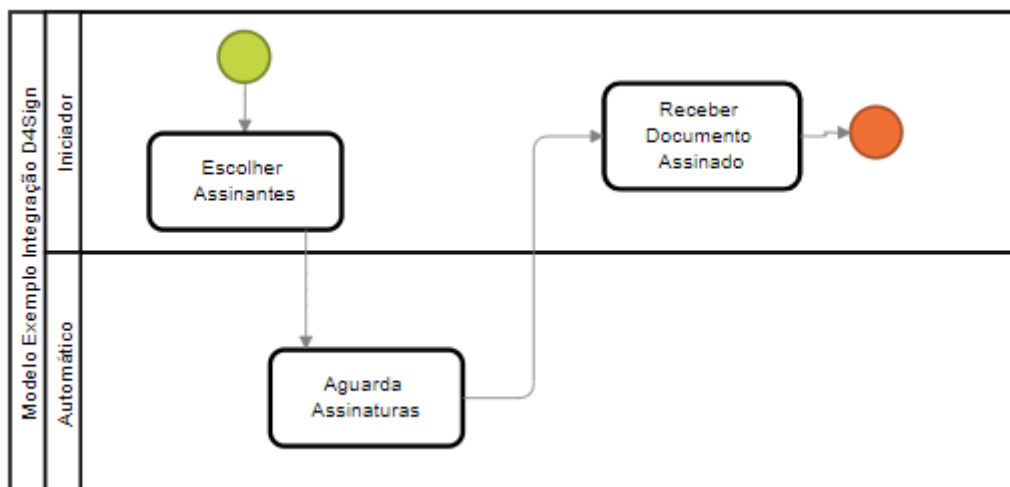 Modelo Exemplo Integração D4Sign
Iniciador
Escolher
Assinantes
Receber
Documento
Assinado
Automático
Aguarda
Assinaturas